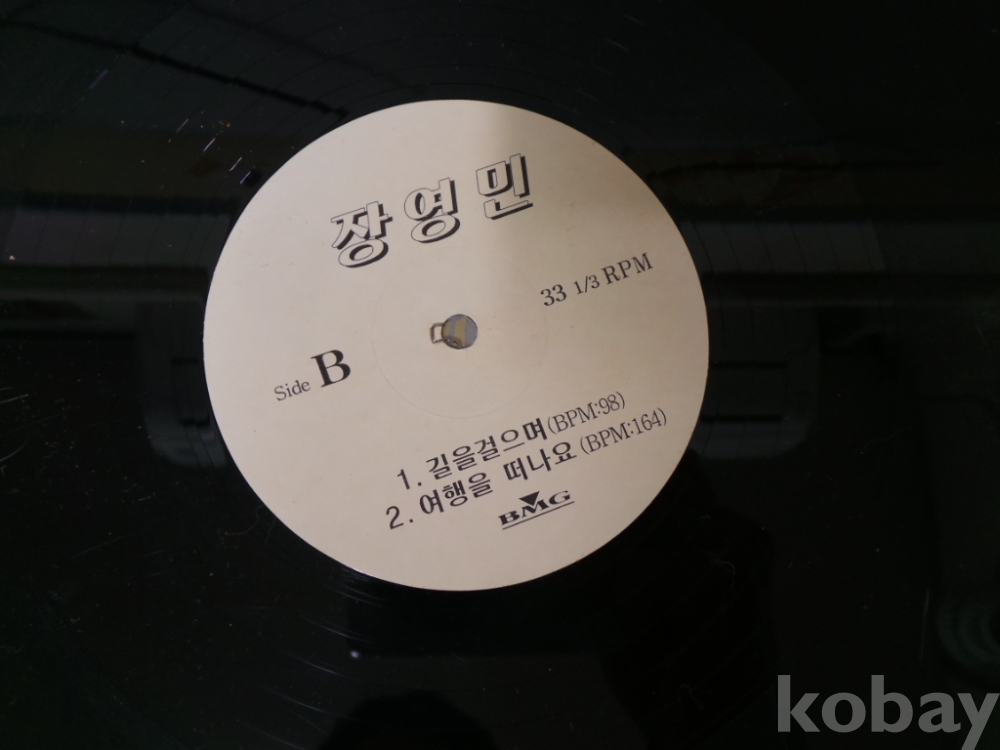 장영민
33 1/3 RPM
Side B
1. 길을걸으며(BPM:98)
2. 여행을 떠나요 (BPM:164)
BMG
kobay